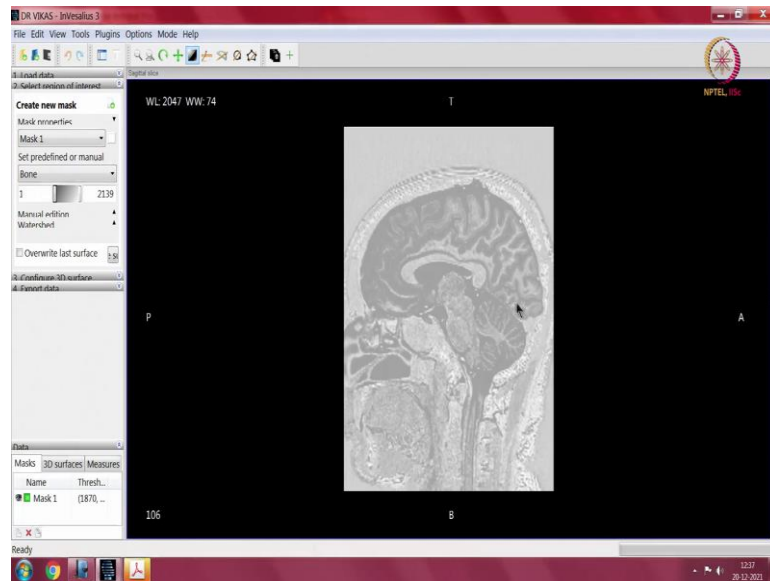 DR VIKAS - InVesalius 3
File Edit View Tools Plugins Options Mode Help
NPTEL, IISc
1. Load data
Sagital slice
2. Select region of interest
Create new mask
Mask properties
Mask 1
Set predefined or manual
Bone
1 2139
Manual edition
Watershed
Overwrite last surface
3. Configure 3D surface
4. Export data
WL: 2047 WW: 74
T
P
A
106
B
Data
Masks 3D surfaces Measures
Name Thresh..
Mask 1 (1870, ...
Ready
12:37
20-12-2021